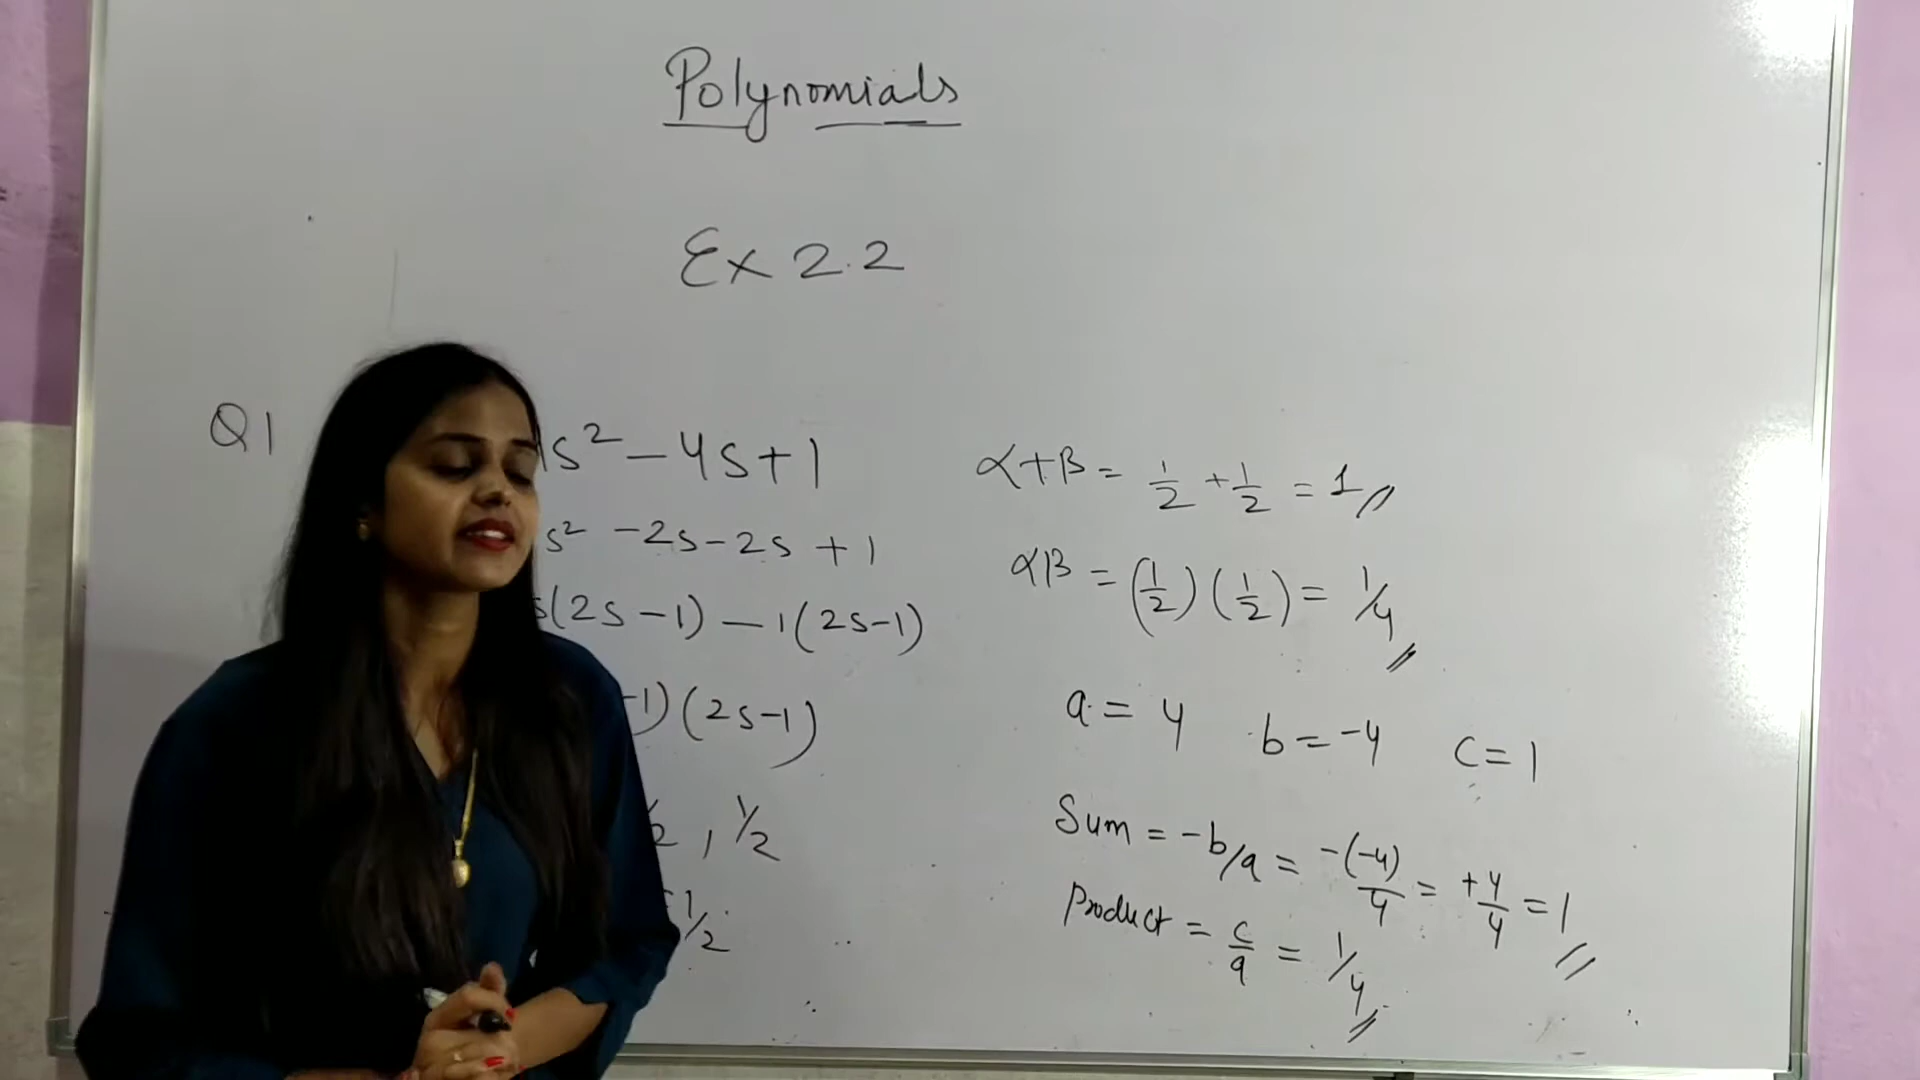 Polynomials
Ex 2.2
Q1
s² - 4s + 1
s² - 2s - 2s + 1
(2s - 1) - 1(2s - 1)
-1)(2s-1)
, 1/2
1/2
α+β = 1/2 + 1/2 = 1
αβ = (1/2)(1/2) = 1/4
a = 4 b = -4 c = 1
Sum = -b/a = -(-4)/4 = +4/4 = 1
Product = c/a = 1/4